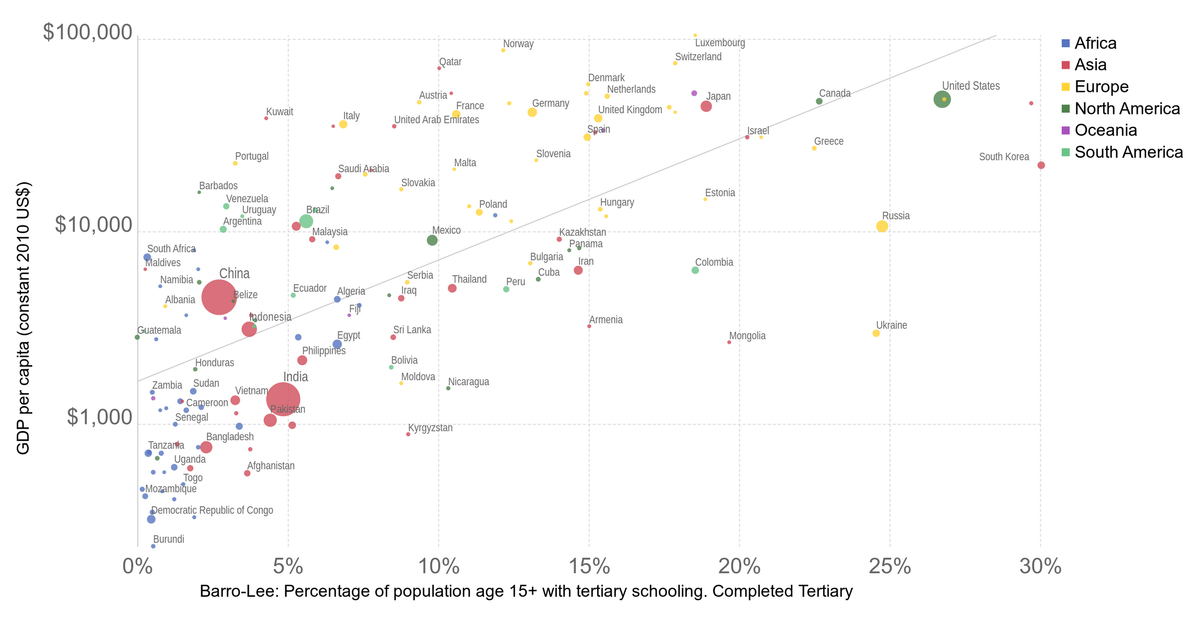 $100,000
$10,000
$1,000
GDP per capita (constant 2010 US$)
0%
5%
10%
15%
20%
25%
30%
Barro-Lee: Percentage of population age 15+ with tertiary schooling. Completed Tertiary
Africa
Asia
Europe
North America
Oceania
South America
Luxembourg
Norway
Switzerland
Qatar
Denmark
Netherlands
United States
Austria
Japan
Canada
France
Germany
United Kingdom
Kuwait
Italy
United Arab Emirates
Spain
Israel
Greece
South Korea
Portugal
Slovenia
Malta
Saudi Arabia
Slovakia
Barbados
Venezuela
Uruguay
Brazil
Poland
Hungary
Estonia
Argentina
Russia
Malaysia
Mexico
Kazakhstan
Panama
South Africa
Maldives
China
Bulgaria
Iran
Colombia
Namibia
Serbia
Thailand
Cuba
Peru
Belize
Ecuador
Algeria
Iraq
Albania
Fiji
Indonesia
Guatemala
Egypt
Sri Lanka
Armenia
Ukraine
Mongolia
Philippines
Honduras
Bolivia
Moldova
Nicaragua
India
Zambia
Sudan
Vietnam
Cameroon
Pakistan
Senegal
Kyrgyzstan
Bangladesh
Tanzania
Uganda
Afghanistan
Togo
Mozambique
Democratic Republic of Congo
Burundi